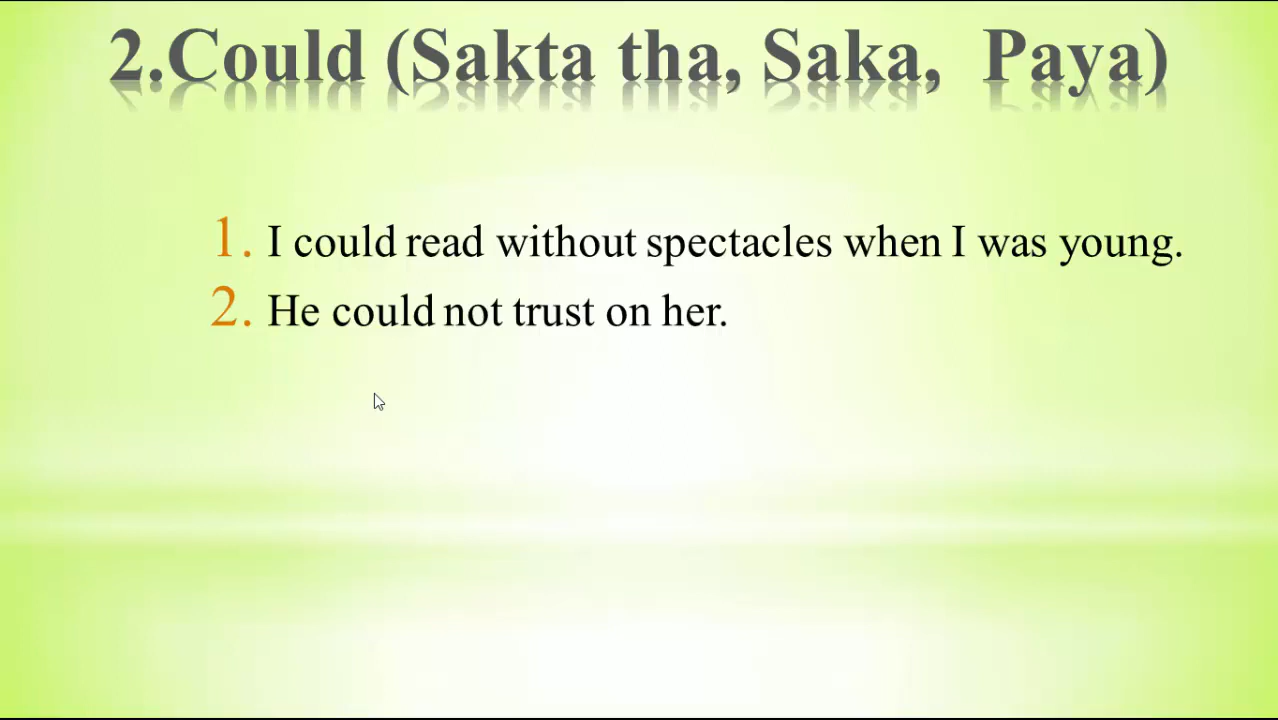 2.Could (Sakta tha, Saka, Paya)
1. I could read without spectacles when I was young.
2. He could not trust on her.